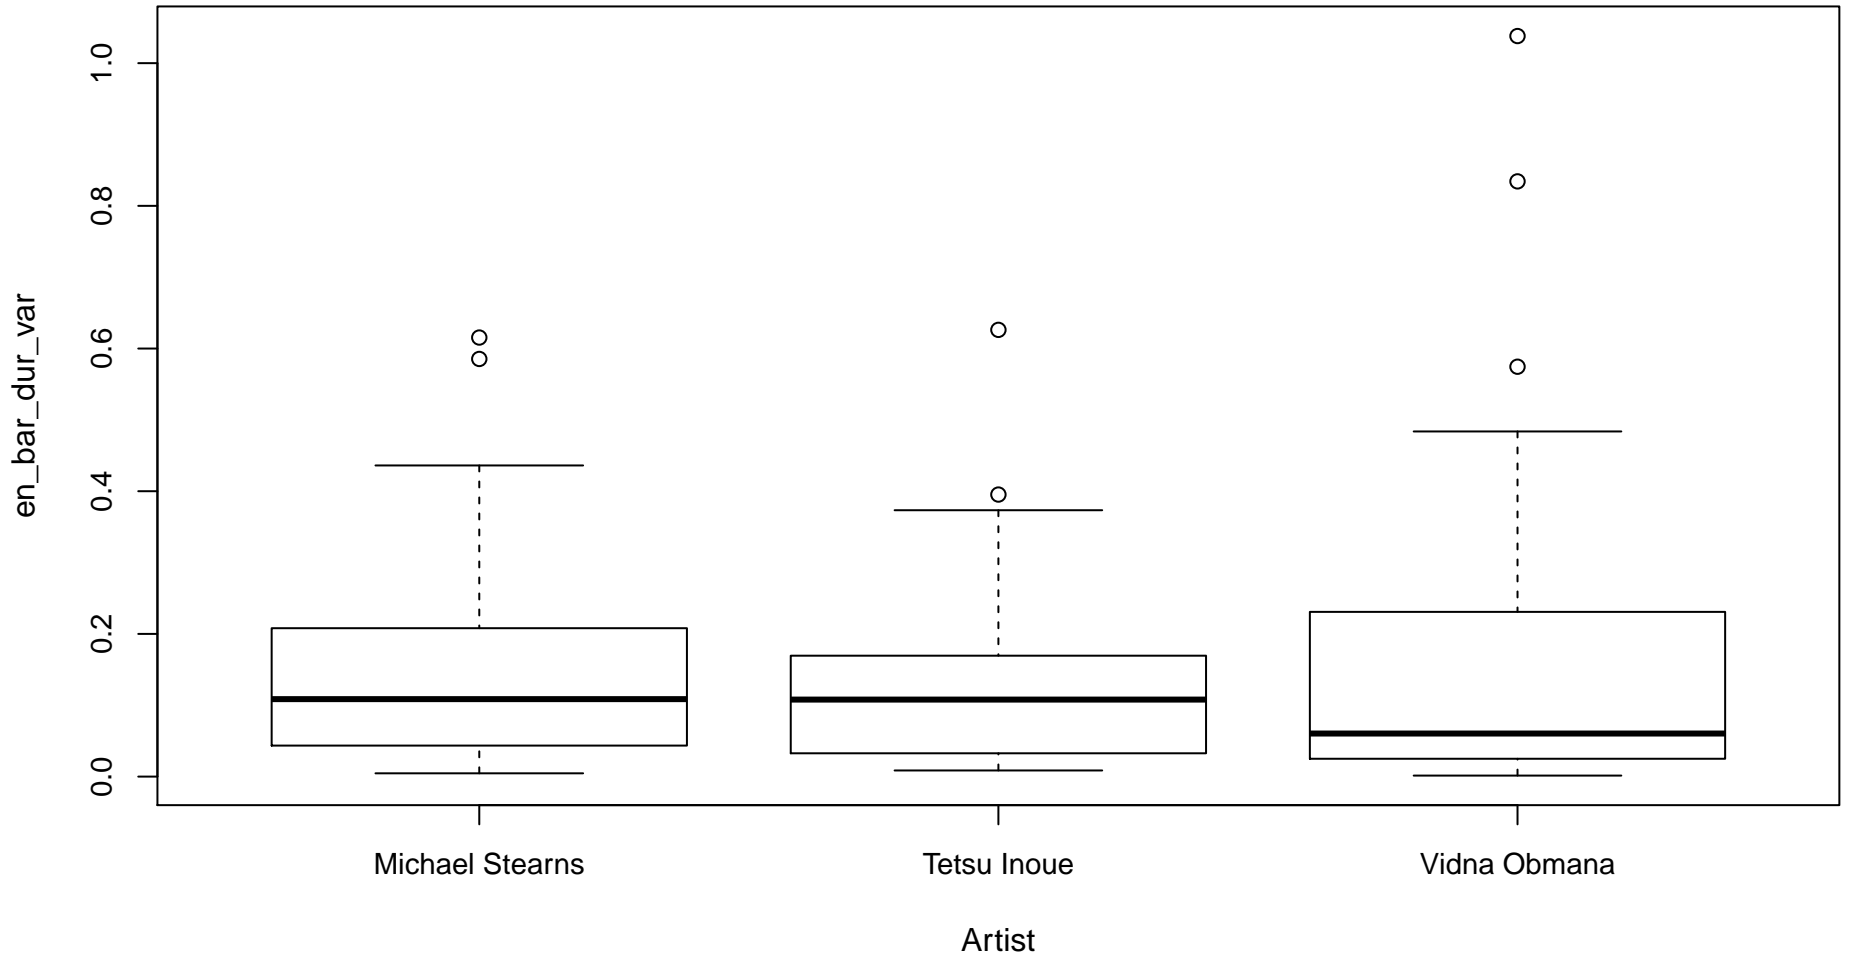 en_bar_dur_var
1.0
0.8
0.6
0.4
0.2
0.0
Michael Stearns
Tetsu Inoue
Vidna Obmana
Artist